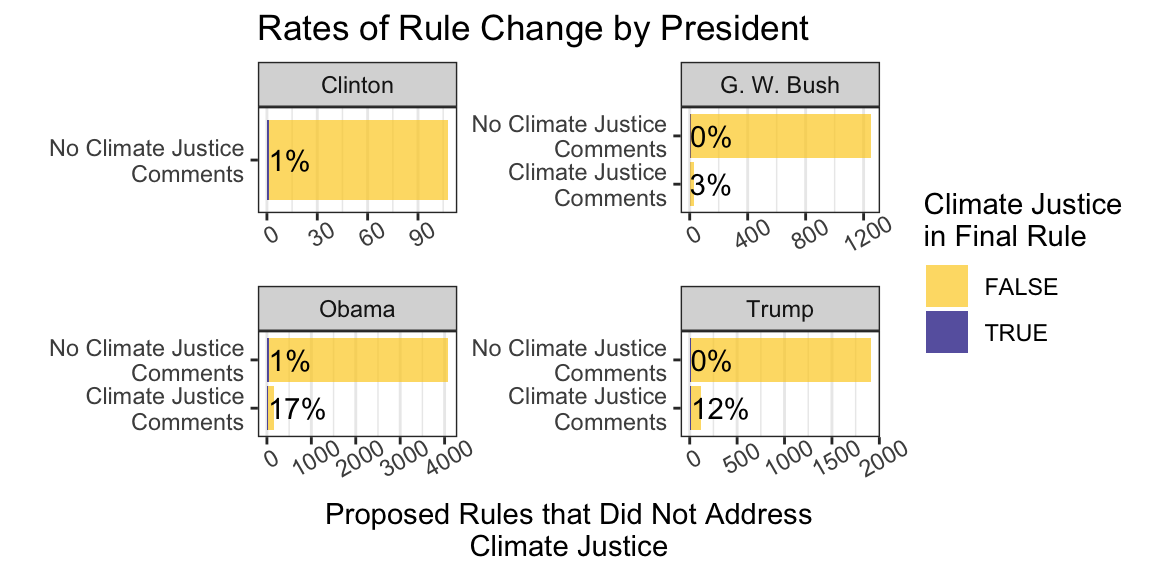 Rates of Rule Change by President
Clinton
No Climate Justice
Comments
1%
0
30
60
90
G. W. Bush
No Climate Justice
Comments
0%
Climate Justice
Comments
3%
0
400
800
1200
Obama
No Climate Justice
Comments
1%
Climate Justice
Comments
17%
0
1000
2000
3000
4000
Trump
No Climate Justice
Comments
0%
Climate Justice
Comments
12%
0
500
1000
1500
2000
Proposed Rules that Did Not Address
Climate Justice
Climate Justice
in Final Rule
FALSE
TRUE